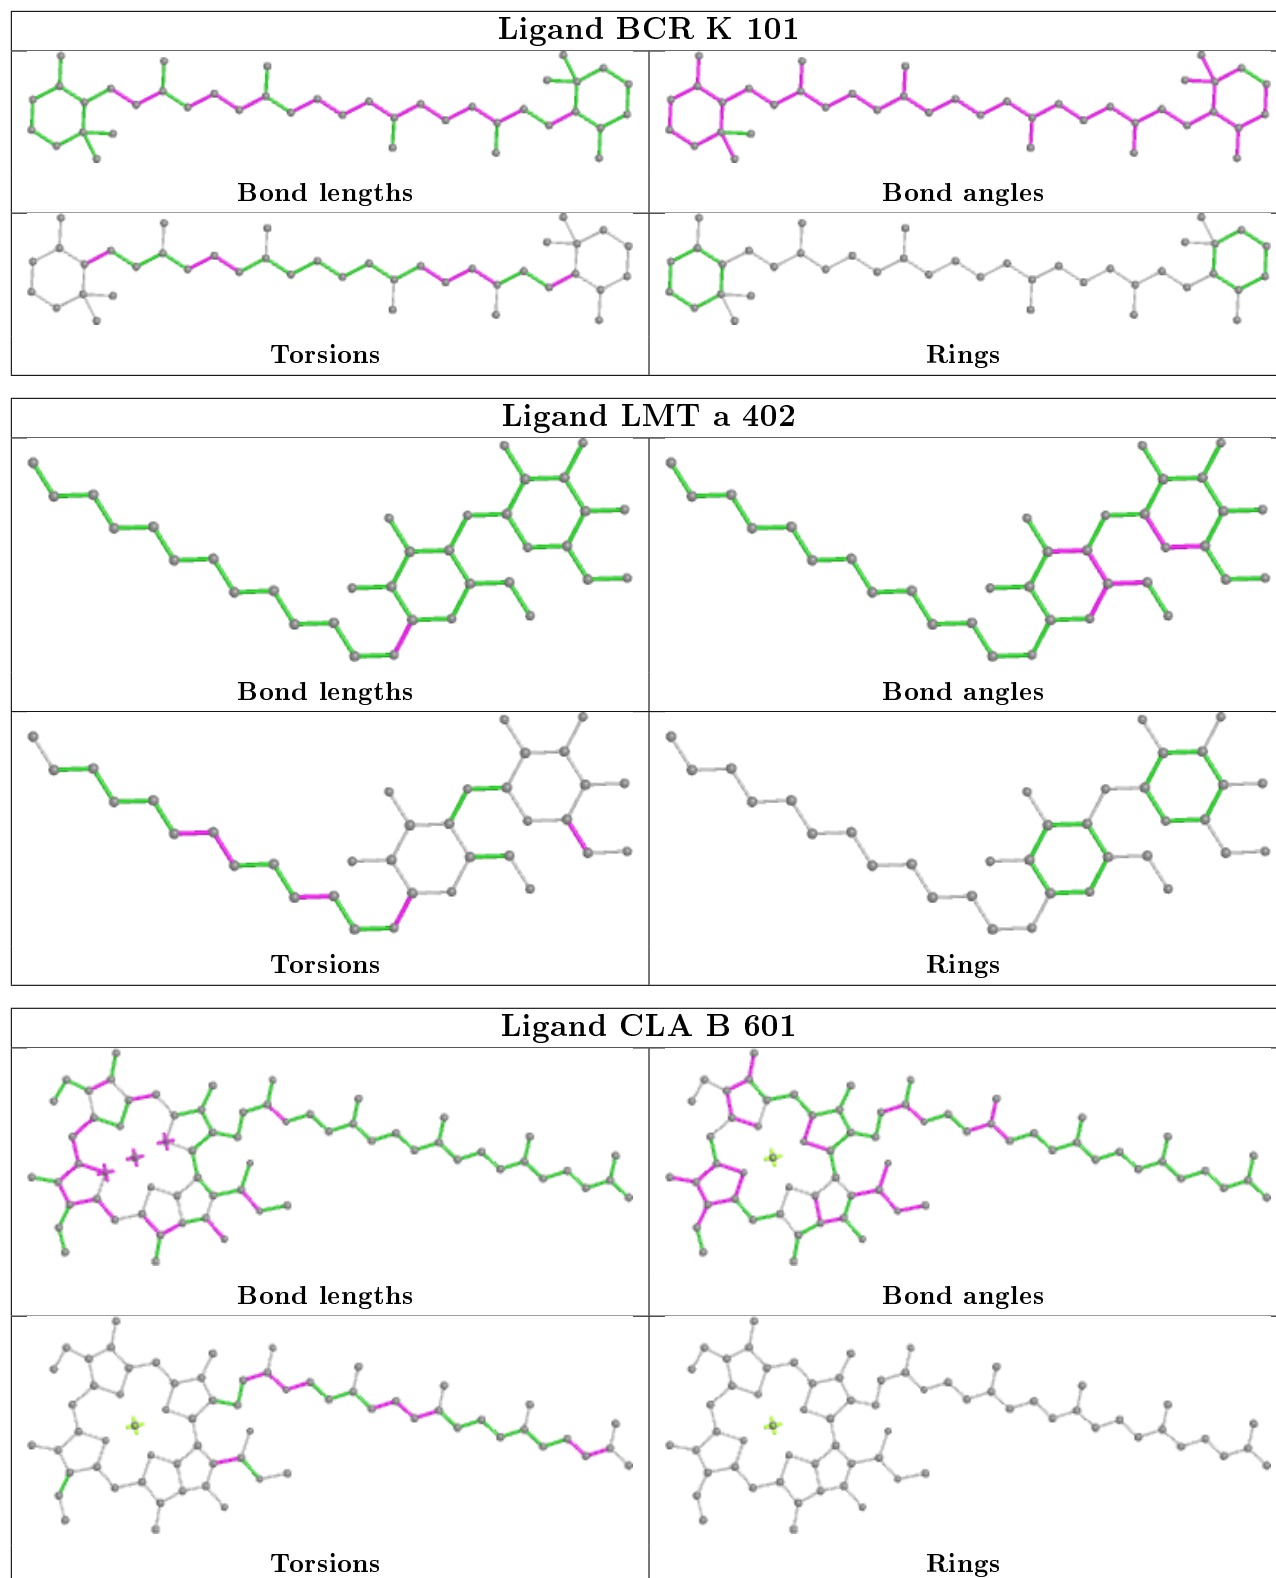 Ligand BCR K 101
Bond lengths
Bond angles
Torsions
Rings
Ligand LMT a 402
Bond lengths
Bond angles
Torsions
Rings
Ligand CLA B 601
Bond lengths
Bond angles
Torsions
Rings